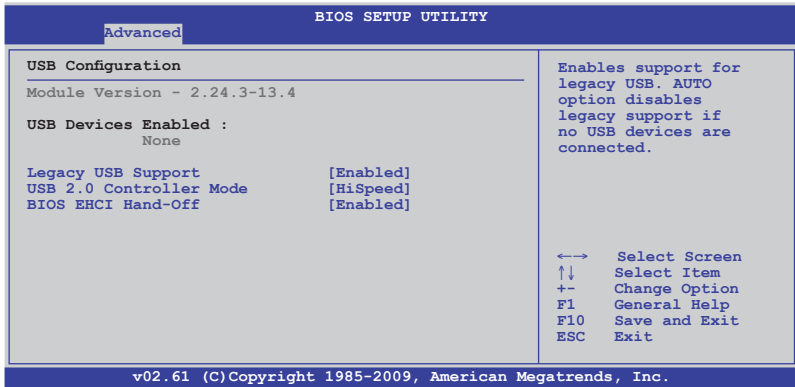 BIOS SETUP UTILITY
Advanced
USB Configuration
Module Version - 2.24.3-13.4
USB Devices Enabled :
None
Legacy USB Support [Enabled]
USB 2.0 Controller Mode [HiSpeed]
BIOS EHCI Hand-Off [Enabled]
Enables support for
legacy USB. AUTO
option disables
legacy support if
no USB devices are
connected.
←→ Select Screen
↑↓ Select Item
+- Change Option
F1 General Help
F10 Save and Exit
ESC Exit
v02.61 (C)Copyright 1985-2009, American Megatrends, Inc.